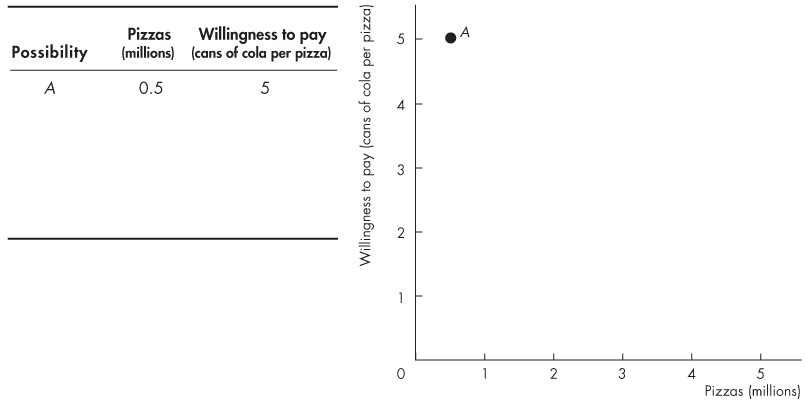 Pizzas Willingness to pay
Possibility (millions) (cans of cola per pizza)
A 0.5 5
Willingness to pay (cans of cola per pizza)
5
4
3
2
1
A
0 1 2 3 4 5
Pizzas (millions)